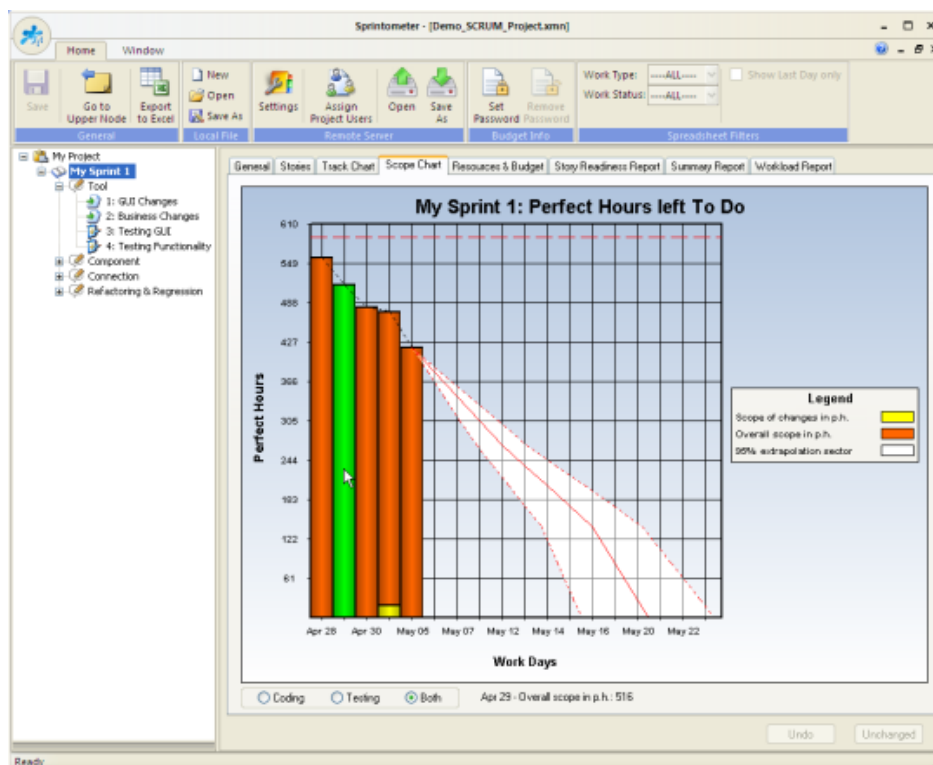 Sprintometer - [Demo_SCRUM_Project.xmn]
Home Window
Save
Go to Upper Node
Export to Excel
General
New
Open
Save As
Local File
Settings
Assign Project Users
Open
Save As
Remote Server
Set Password
Remove Password
Budget Info
Work Type: ----ALL----
Work Status: ----ALL----
Show Last Day only
Spreadsheet Filters
My Project
My Sprint 1
Tool
1: GUI Changes
2: Business Changes
3: Testing GUI
4: Testing Functionality
Component
Connection
Refactoring & Regression
General Stories Track Chart Scope Chart Resources & Budget Story Readiness Report Summary Report Workload Report
My Sprint 1: Perfect Hours left To Do
Perfect Hours
610
549
488
427
366
305
244
183
122
61
Apr 28 Apr 30 May 05 May 07 May 12 May 14 May 16 May 20 May 22
Work Days
Legend
Scope of changes in p.h.
Overall scope in p.h.
95% extrapolation sector
Coding Testing Both Apr 29 - Overall scope in p.h.: 516
Undo Unchanged
Ready